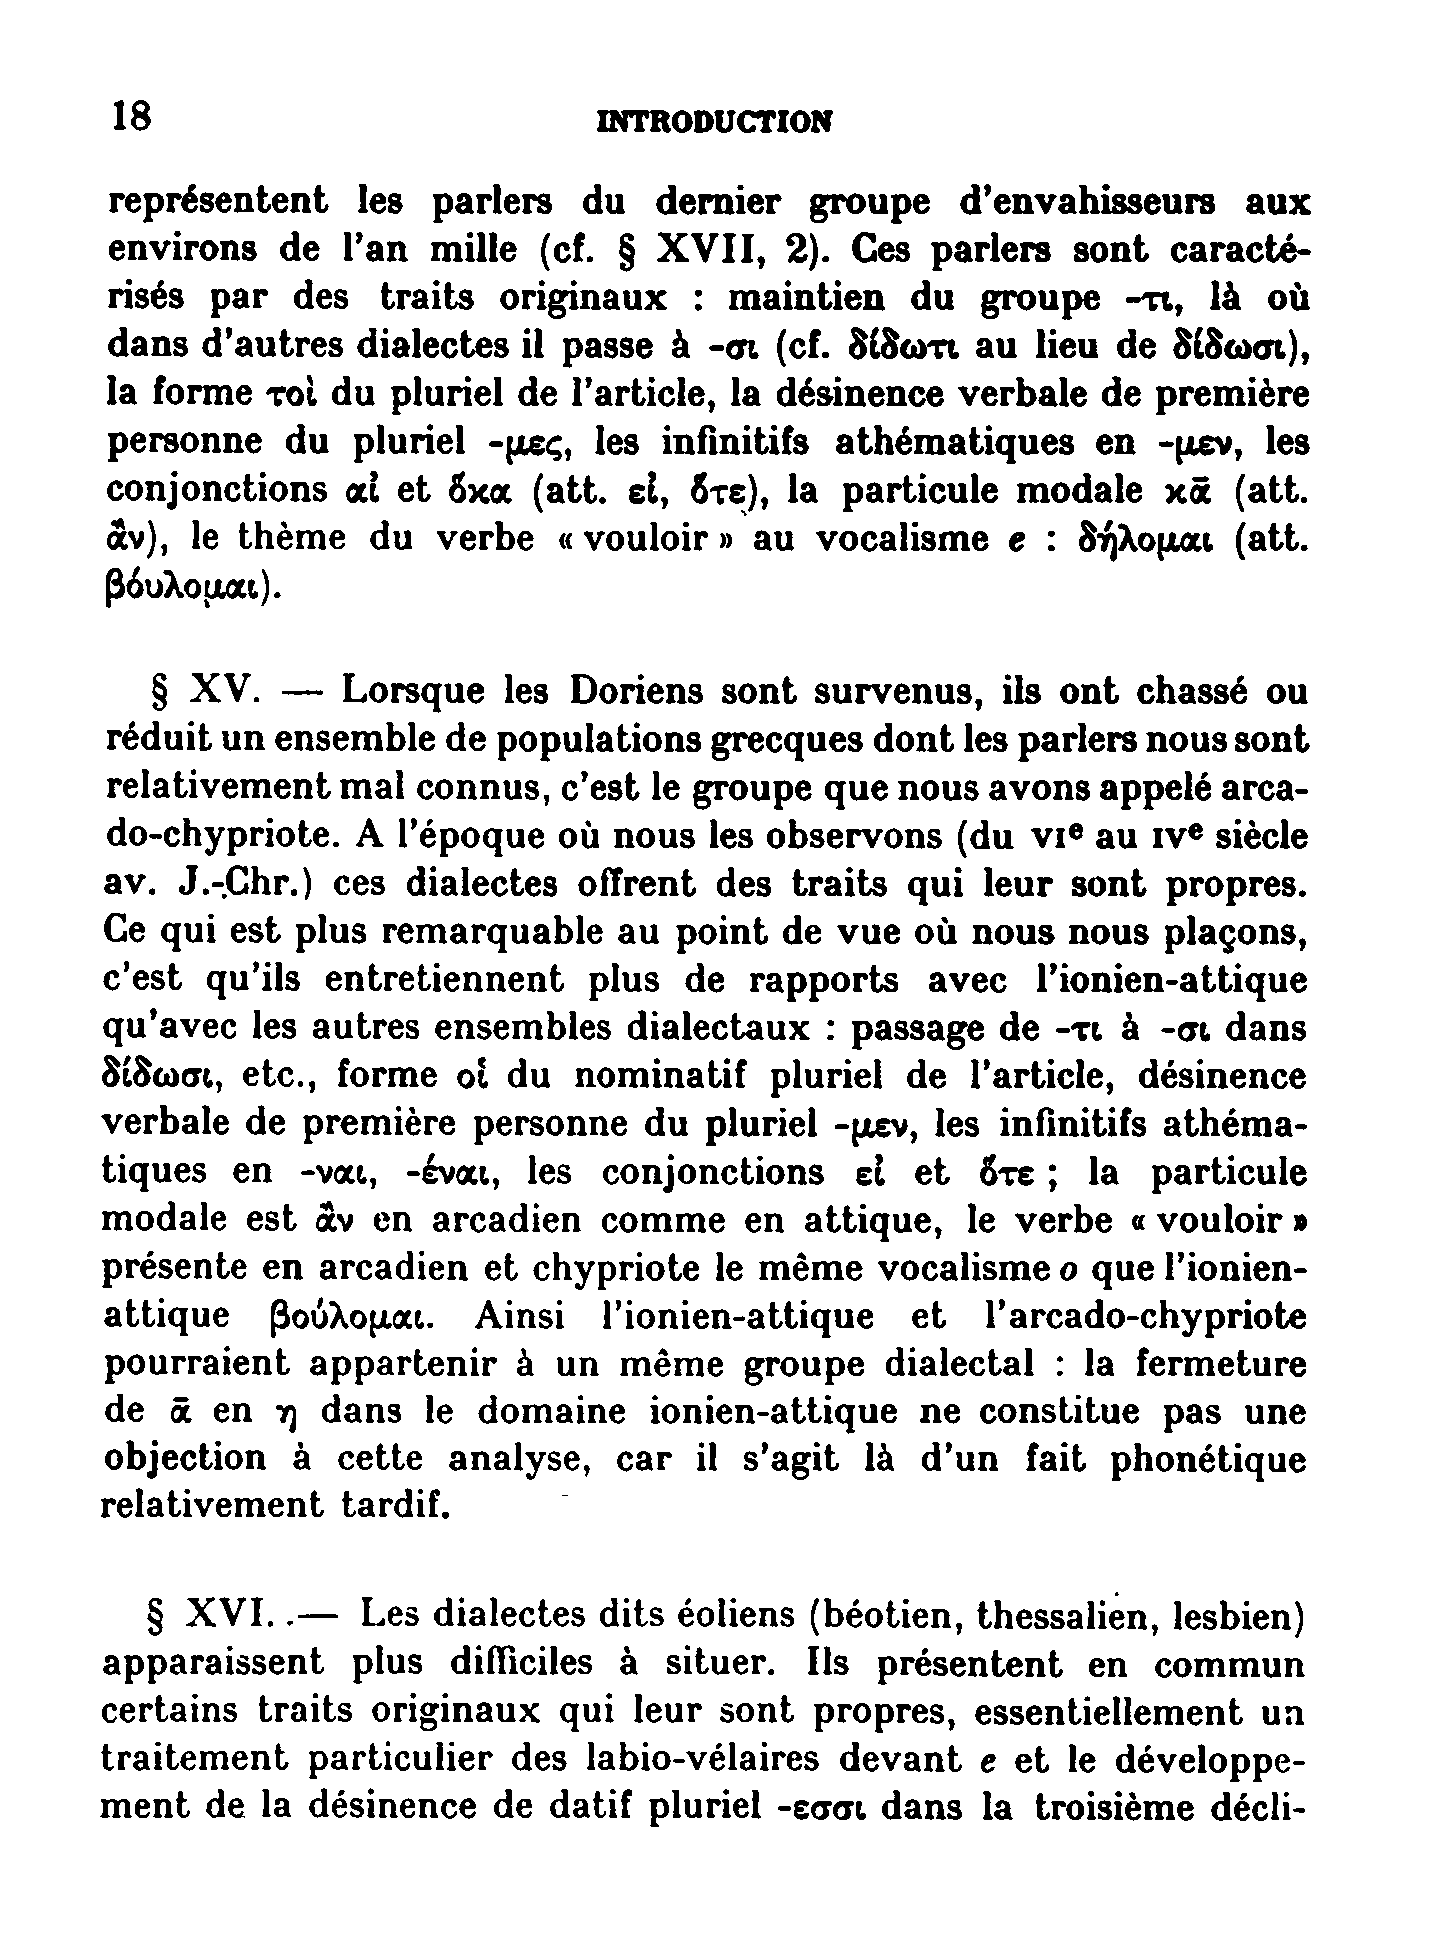 18
INTRODUCTION
représentent les parlers du dernier groupe d'envahisseurs aux
environs de l'an mille (cf. § XVII, 2). Ces parlers sont caracté-
risés par des traits originaux : maintien du groupe -τι, là où
dans d'autres dialectes il passe à -σι (cf. δίδωτι au lieu de δίδωσι),
la forme τοὶ du pluriel de l'article, la désinence verbale de première
personne du pluriel -μες, les infinitifs athématiques en -μεν, les
conjonctions αἰ et ὅκα (att. εἰ, ὅτε), la particule modale κᾱ (att.
ἄν), le thème du verbe « vouloir » au vocalisme e : δήλομαι (att.
βόυλομαι).
§ XV. — Lorsque les Doriens sont survenus, ils ont chassé ou
réduit un ensemble de populations grecques dont les parlers nous sont
relativement mal connus, c'est le groupe que nous avons appelé arca-
do-chypriote. A l'époque où nous les observons (du VIe au IVe siècle
av. J.-Chr.) ces dialectes offrent des traits qui leur sont propres.
Ce qui est plus remarquable au point de vue où nous nous plaçons,
c'est qu'ils entretiennent plus de rapports avec l'ionien-attique
qu'avec les autres ensembles dialectaux : passage de -τι à -σι dans
δίδωσι, etc., forme οἱ du nominatif pluriel de l'article, désinence
verbale de première personne du pluriel -μεν, les infinitifs athéma-
tiques en -ναι, -έναι, les conjonctions εἰ et ὅτε ; la particule
modale est ἄν en arcadien comme en attique, le verbe « vouloir »
présente en arcadien et chypriote le même vocalisme o que l'ionien-
attique βούλομαι. Ainsi l'ionien-attique et l'arcado-chypriote
pourraient appartenir à un même groupe dialectal : la fermeture
de ᾱ en η dans le domaine ionien-attique ne constitue pas une
objection à cette analyse, car il s'agit là d'un fait phonétique
relativement tardif.
§ XVI. — Les dialectes dits éoliens (béotien, thessalien, lesbien)
apparaissent plus difficiles à situer. Ils présentent en commun
certains traits originaux qui leur sont propres, essentiellement un
traitement particulier des labio-vélaires devant e et le développe-
ment de la désinence de datif pluriel -εσσι dans la troisième décli-